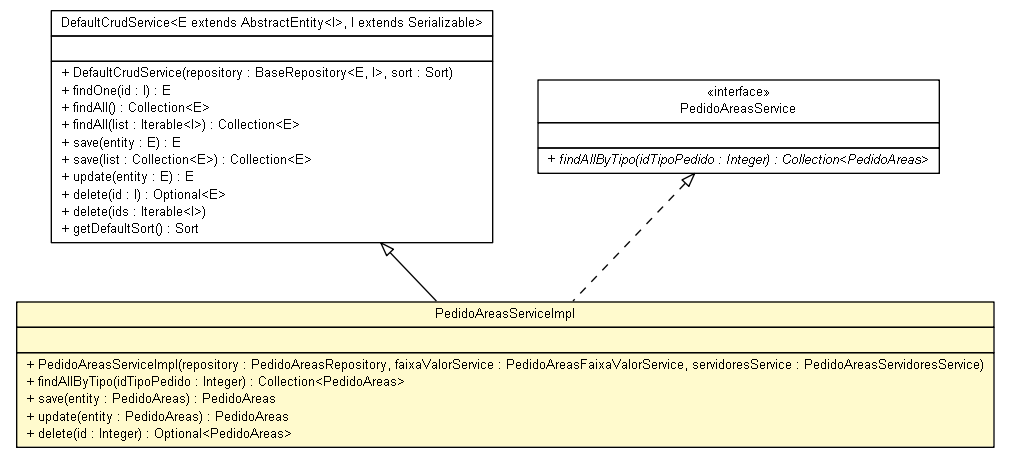 DefaultCrudService<E extends AbstractEntity<I>, I extends Serializable>
+ DefaultCrudService(repository : BaseRepository<E, I>, sort : Sort)
+ findOne(id : I) : E
+ findAll() : Collection<E>
+ findAll(list : Iterable<I>) : Collection<E>
+ save(entity : E) : E
+ save(list : Collection<E>) : Collection<E>
+ update(entity : E) : E
+ delete(id : I) : Optional<E>
+ delete(ids : Iterable<I>)
+ getDefaultSort() : Sort
«interface»
PedidoAreasService
+ findAllByTipo(idTipoPedido : Integer) : Collection<PedidoAreas>
PedidoAreasServiceImpl
+ PedidoAreasServiceImpl(repository : PedidoAreasRepository, faixaValorService : PedidoAreasFaixaValorService, servidoresService : PedidoAreasServidoresService)
+ findAllByTipo(idTipoPedido : Integer) : Collection<PedidoAreas>
+ save(entity : PedidoAreas) : PedidoAreas
+ update(entity : PedidoAreas) : PedidoAreas
+ delete(id : Integer) : Optional<PedidoAreas>